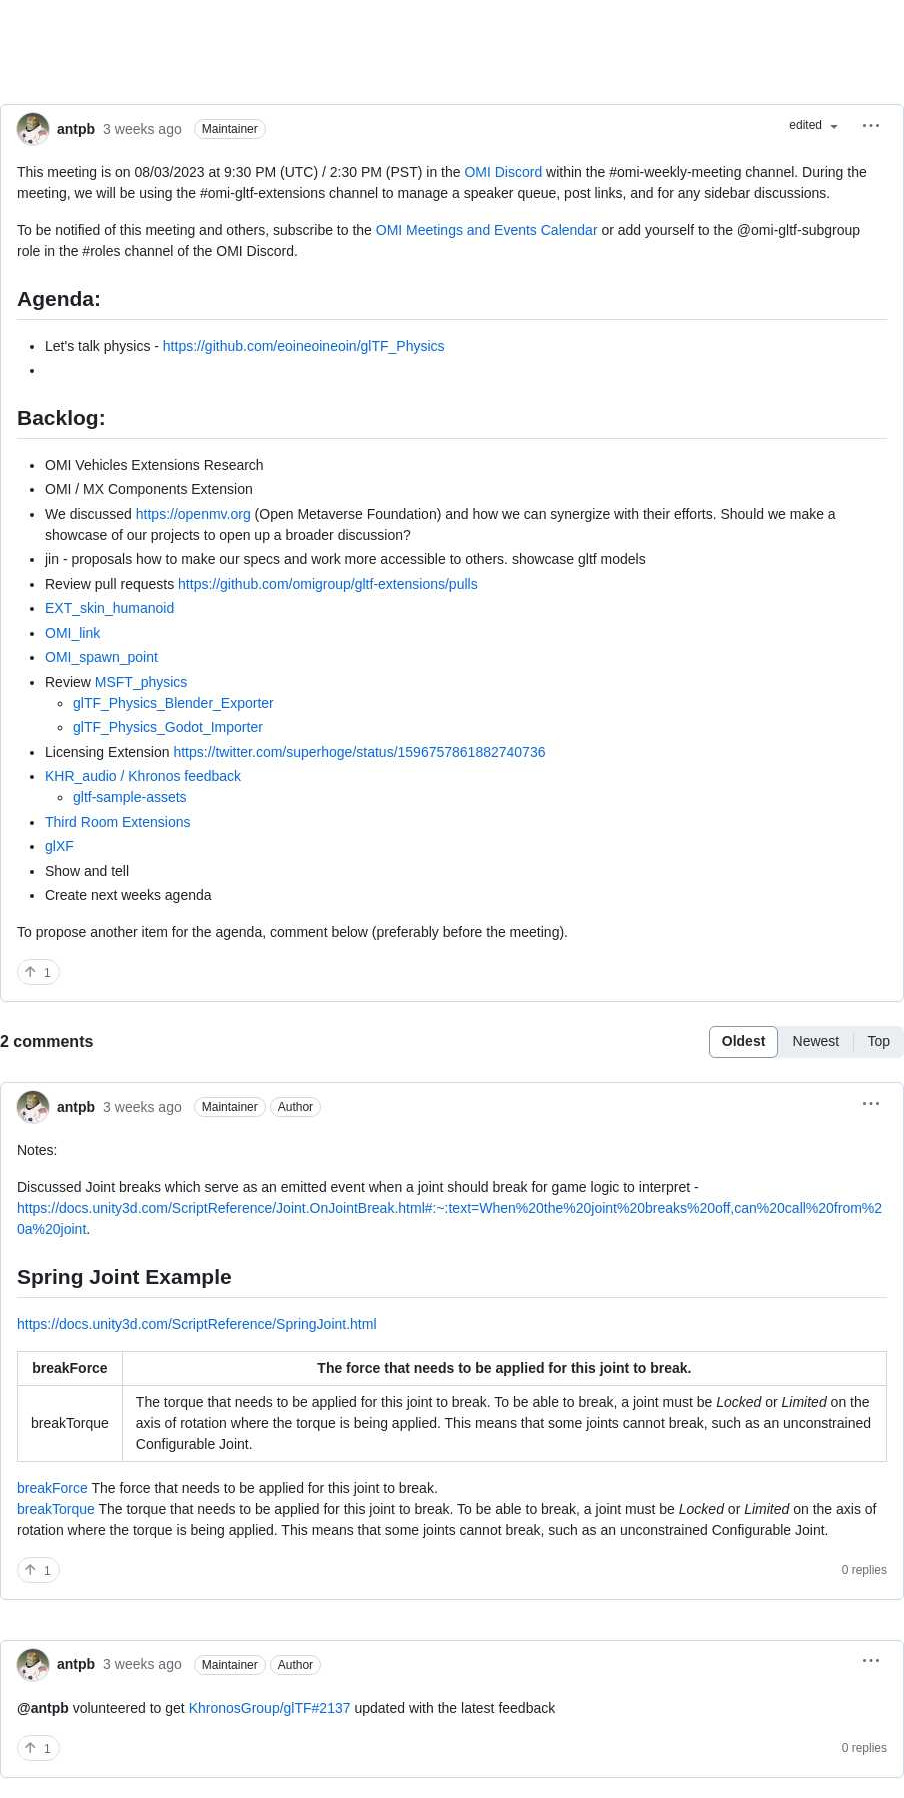 antpb 3 weeks ago Maintainer edited
This meeting is on 08/03/2023 at 9:30 PM (UTC) / 2:30 PM (PST) in the OMI Discord within the #omi-weekly-meeting channel. During the
meeting, we will be using the #omi-gltf-extensions channel to manage a speaker queue, post links, and for any sidebar discussions.
To be notified of this meeting and others, subscribe to the OMI Meetings and Events Calendar or add yourself to the @omi-gltf-subgroup
role in the #roles channel of the OMI Discord.
Agenda:
Let's talk physics - https://github.com/eoineoineoin/glTF_Physics
Backlog:
OMI Vehicles Extensions Research
OMI / MX Components Extension
We discussed https://openmv.org (Open Metaverse Foundation) and how we can synergize with their efforts. Should we make a
showcase of our projects to open up a broader discussion?
jin - proposals how to make our specs and work more accessible to others. showcase gltf models
Review pull requests https://github.com/omigroup/gltf-extensions/pulls
EXT_skin_humanoid
OMI_link
OMI_spawn_point
Review MSFT_physics
glTF_Physics_Blender_Exporter
glTF_Physics_Godot_Importer
Licensing Extension https://twitter.com/superhoge/status/1596757861882740736
KHR_audio / Khronos feedback
gltf-sample-assets
Third Room Extensions
glXF
Show and tell
Create next weeks agenda
To propose another item for the agenda, comment below (preferably before the meeting).
1
2 comments Oldest Newest Top
antpb 3 weeks ago Maintainer Author
Notes:
Discussed Joint breaks which serve as an emitted event when a joint should break for game logic to interpret -
https://docs.unity3d.com/ScriptReference/Joint.OnJointBreak.html#:~:text=When%20the%20joint%20breaks%20off,can%20call%20from%2
0a%20joint.
Spring Joint Example
https://docs.unity3d.com/ScriptReference/SpringJoint.html
breakForce The force that needs to be applied for this joint to break.
The torque that needs to be applied for this joint to break. To be able to break, a joint must be Locked or Limited on the
breakTorque axis of rotation where the torque is being applied. This means that some joints cannot break, such as an unconstrained
Configurable Joint.
breakForce The force that needs to be applied for this joint to break.
breakTorque The torque that needs to be applied for this joint to break. To be able to break, a joint must be Locked or Limited on the axis of
rotation where the torque is being applied. This means that some joints cannot break, such as an unconstrained Configurable Joint.
1 0 replies
antpb 3 weeks ago Maintainer Author
@antpb volunteered to get KhronosGroup/glTF#2137 updated with the latest feedback
1 0 replies